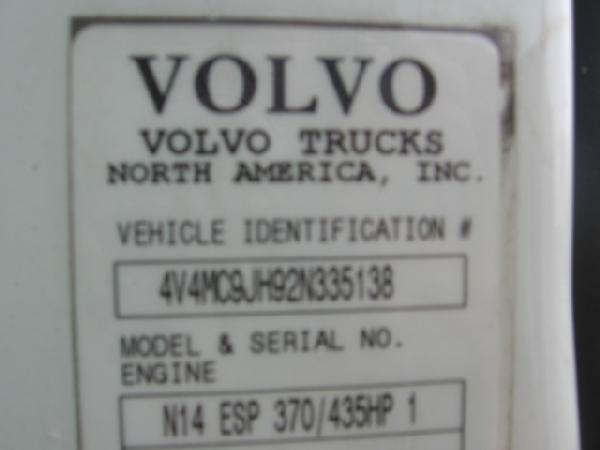 VOLVO
VOLVO TRUCKS
NORTH AMERICA, INC.
VEHICLE IDENTIFICATION #
4V4MC9JH92N335138
MODEL & SERIAL NO.
ENGINE
N14 ESP 370/435HP 1